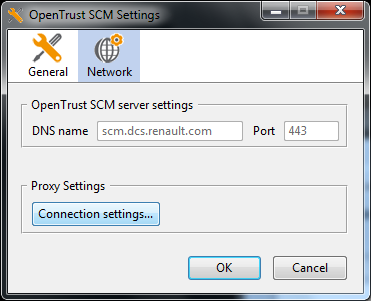 OpenTrust SCM Settings
General Network
OpenTrust SCM server settings
DNS name scm.dcs.renault.com Port 443
Proxy Settings
Connection settings...
OK Cancel